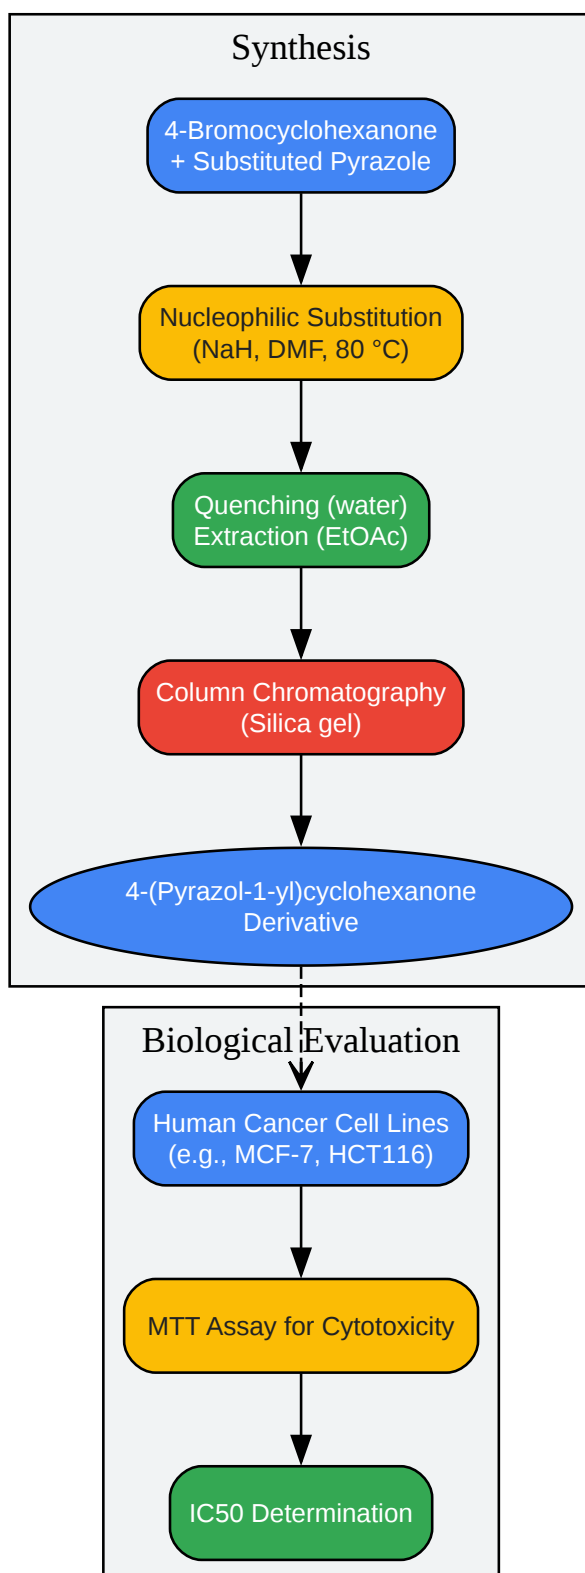 Synthesis
4-Bromocyclohexanone
+ Substituted Pyrazole
Nucleophilic Substitution
(NaH, DMF, 80 °C)
Quenching (water)
Extraction (EtOAc)
Column Chromatography
(Silica gel)
4-(Pyrazol-1-yl)cyclohexanone
Derivative
Biological Evaluation
Human Cancer Cell Lines
(e.g., MCF-7, HCT116)
MTT Assay for Cytotoxicity
IC50 Determination